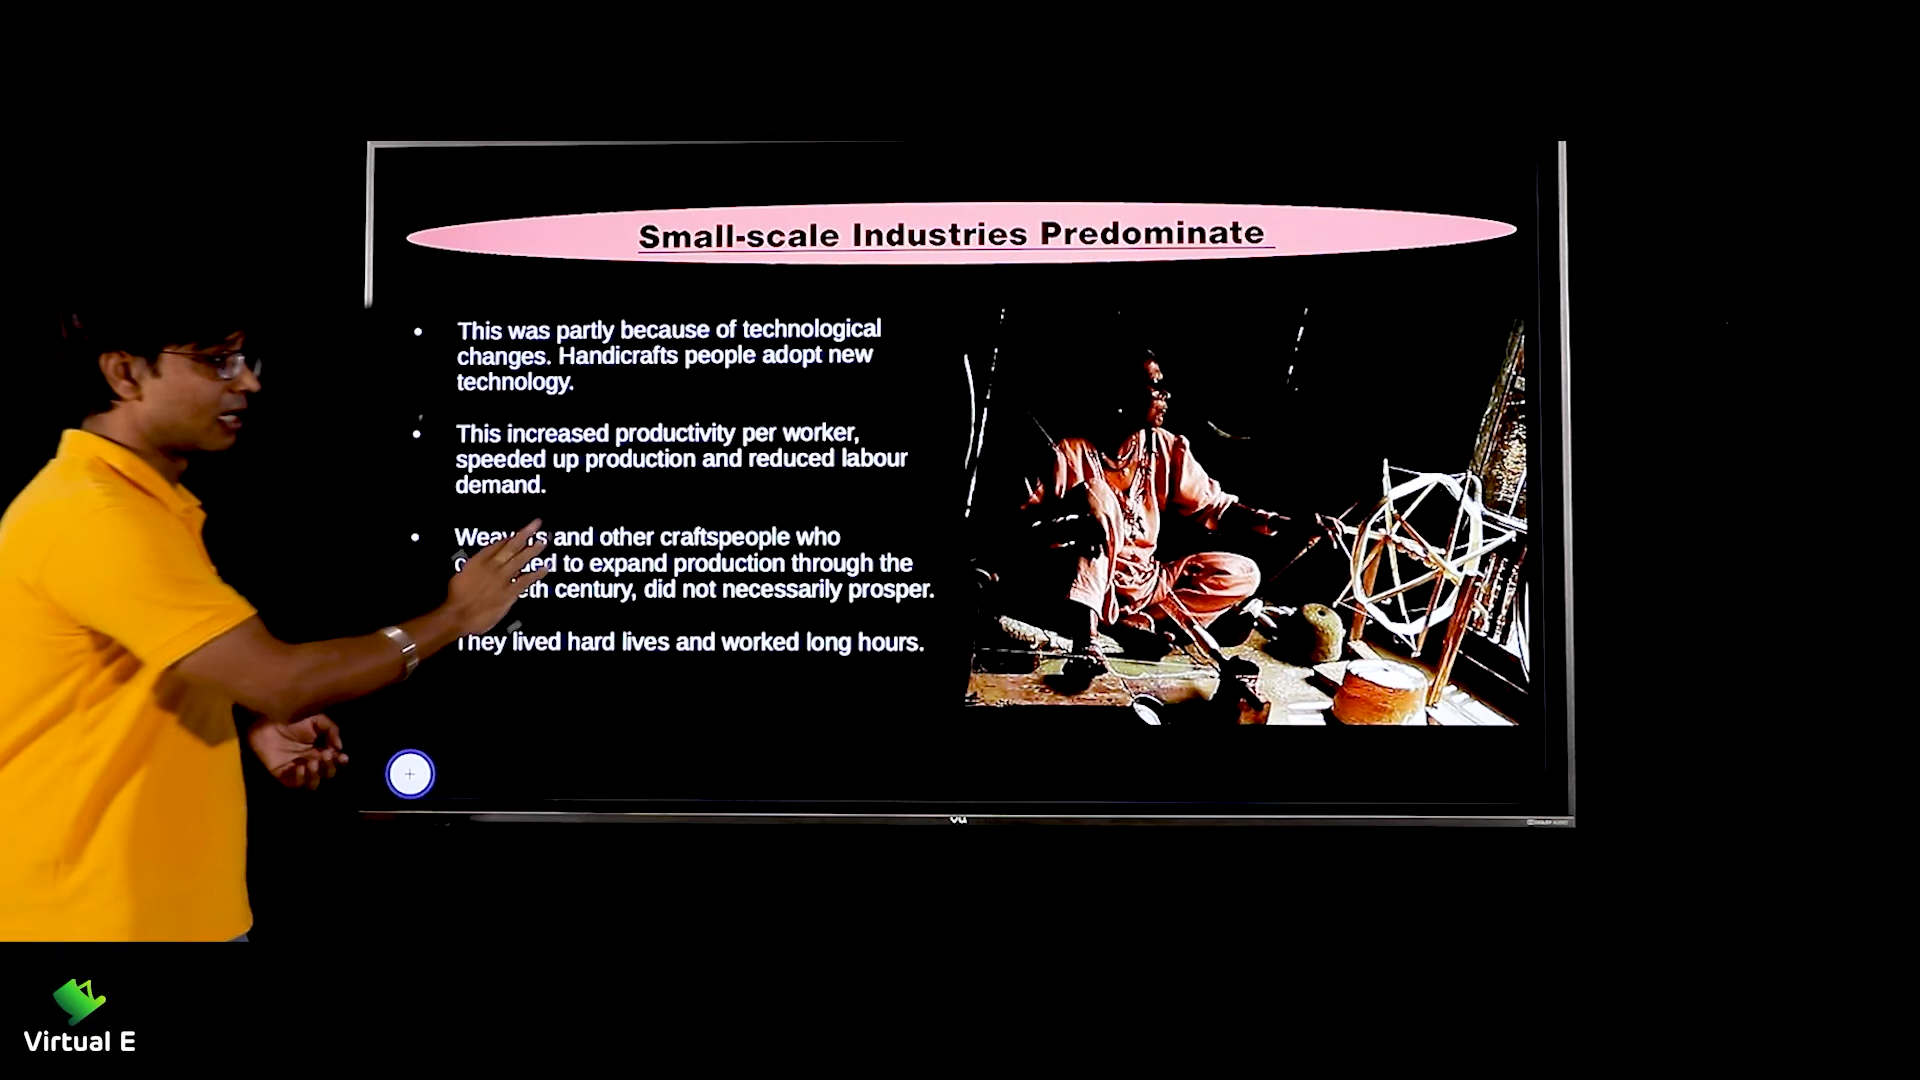 Small-scale Industries Predominate
• This was partly because of technological
changes. Handicrafts people adopt new
technology.
• This increased productivity per worker,
speeded up production and reduced labour
demand.
• and other craftspeople who
to expand production through the
century, did not necessarily prosper.
They lived hard lives and worked long hours.
vu
Virtual E